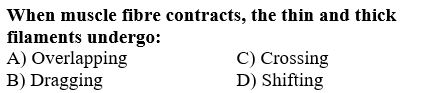 When muscle fibre contracts, the thin and thick
filaments undergo:
A) Overlapping C) Crossing
B) Dragging D) Shifting